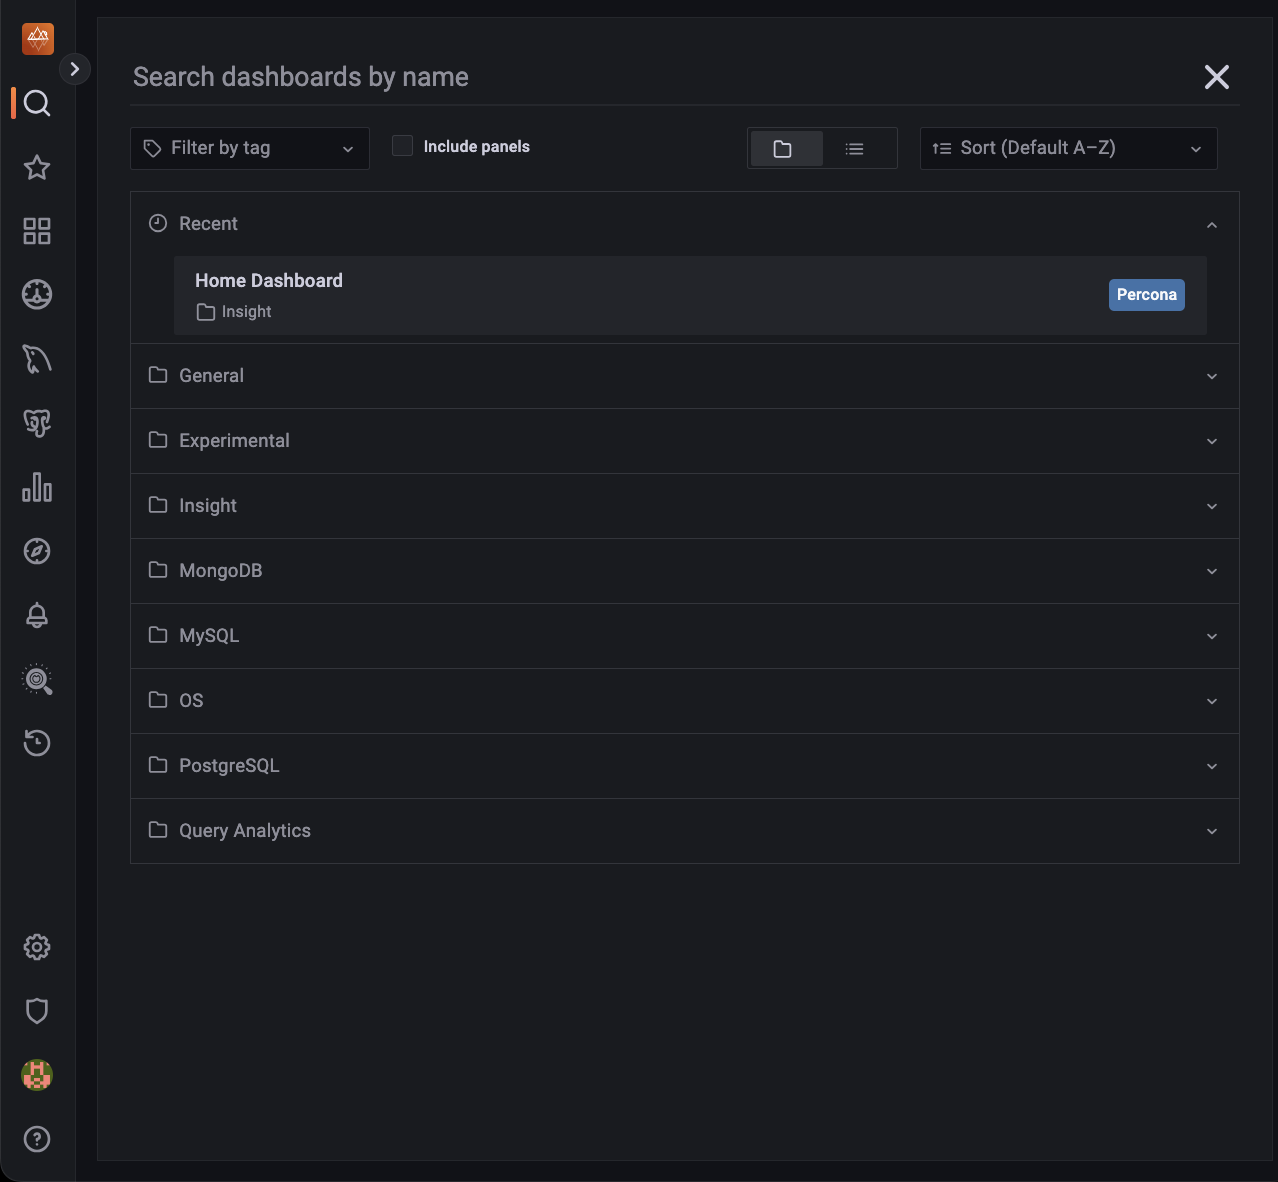 Search dashboards by name
Filter by tag
Include panels
Sort (Default A–Z)
Recent
Home Dashboard
Insight
Percona
General
Experimental
Insight
MongoDB
MySQL
OS
PostgreSQL
Query Analytics